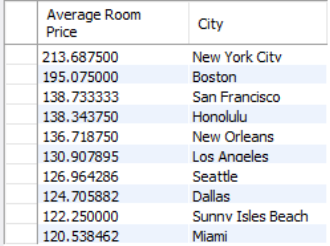 Average Room Price City
213.687500 New York City
195.075000 Boston
138.733333 San Francisco
138.343750 Honolulu
136.718750 New Orleans
130.907895 Los Angeles
126.964286 Seattle
124.705882 Dallas
122.250000 Sunny Isles Beach
120.538462 Miami